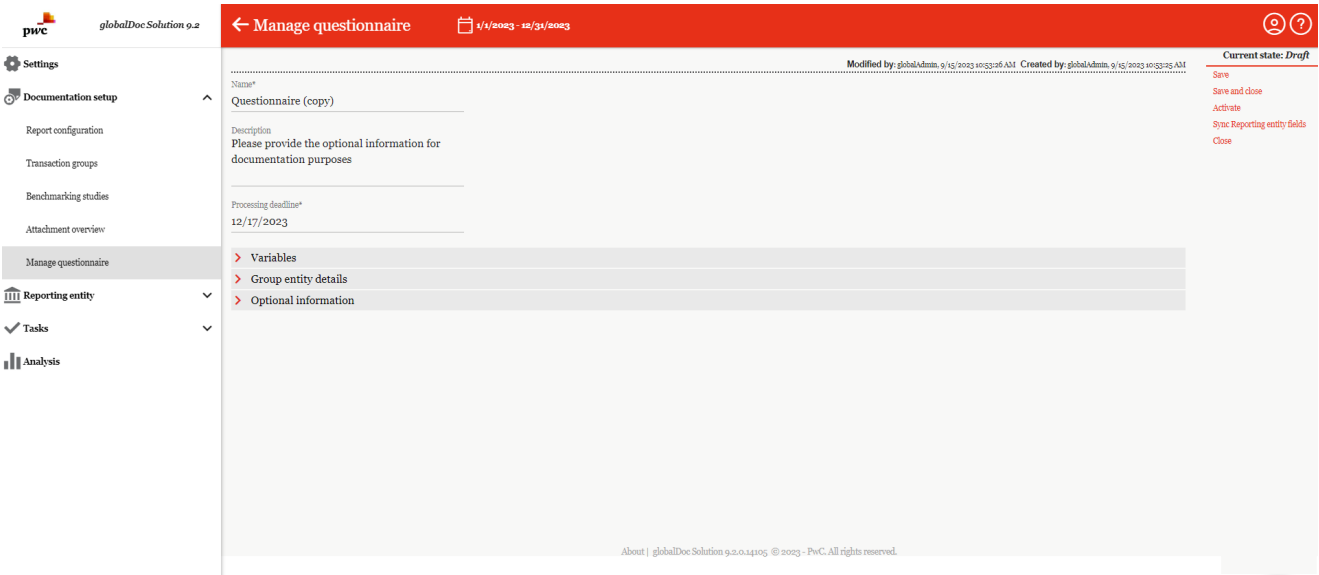 pwc
globalDoc Solution 9.2
Manage questionnaire
1/1/2023 - 12/31/2023
Settings
Documentation setup
Report configuration
Transaction groups
Benchmarking studies
Attachment overview
Manage questionnaire
Reporting entity
Tasks
Analysis
Modified by: globalAdmin, 9/15/2023 10:53:26 AM Created by: globalAdmin, 9/15/2023 10:53:25 AM
Name*
Questionnaire (copy)
Description
Please provide the optional information for
documentation purposes
Processing deadline*
12/17/2023
Variables
Group entity details
Optional information
Current state: Draft
Save
Save and close
Activate
Sync Reporting entity fields
Close
About | globalDoc Solution 9.2.0.14105 © 2023 - PwC. All rights reserved.